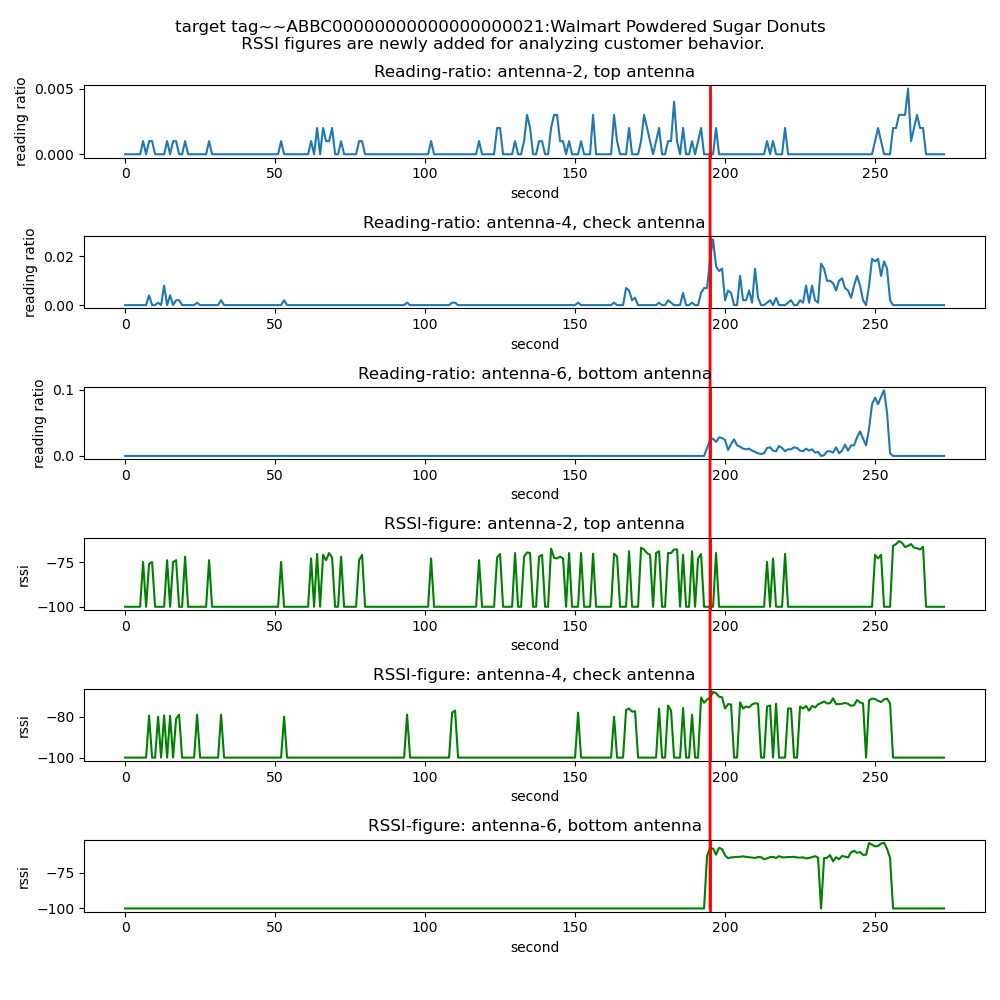 target tag~~ABBC00000000000000000021:Walmart Powdered Sugar Donuts
RSSI figures are newly added for analyzing customer behavior.
Reading-ratio: antenna-2, top antenna
reading ratio
0.005
0.000
0 50 100 150 200 250
second
Reading-ratio: antenna-4, check antenna
reading ratio
0.02
0.00
0 50 100 150 200 250
second
Reading-ratio: antenna-6, bottom antenna
reading ratio
0.1
0.0
0 50 100 150 200 250
second
RSSI-figure: antenna-2, top antenna
rssi
−75
−100
0 50 100 150 200 250
second
RSSI-figure: antenna-4, check antenna
rssi
−80
−100
0 50 100 150 200 250
second
RSSI-figure: antenna-6, bottom antenna
rssi
−75
−100
0 50 100 150 200 250
second